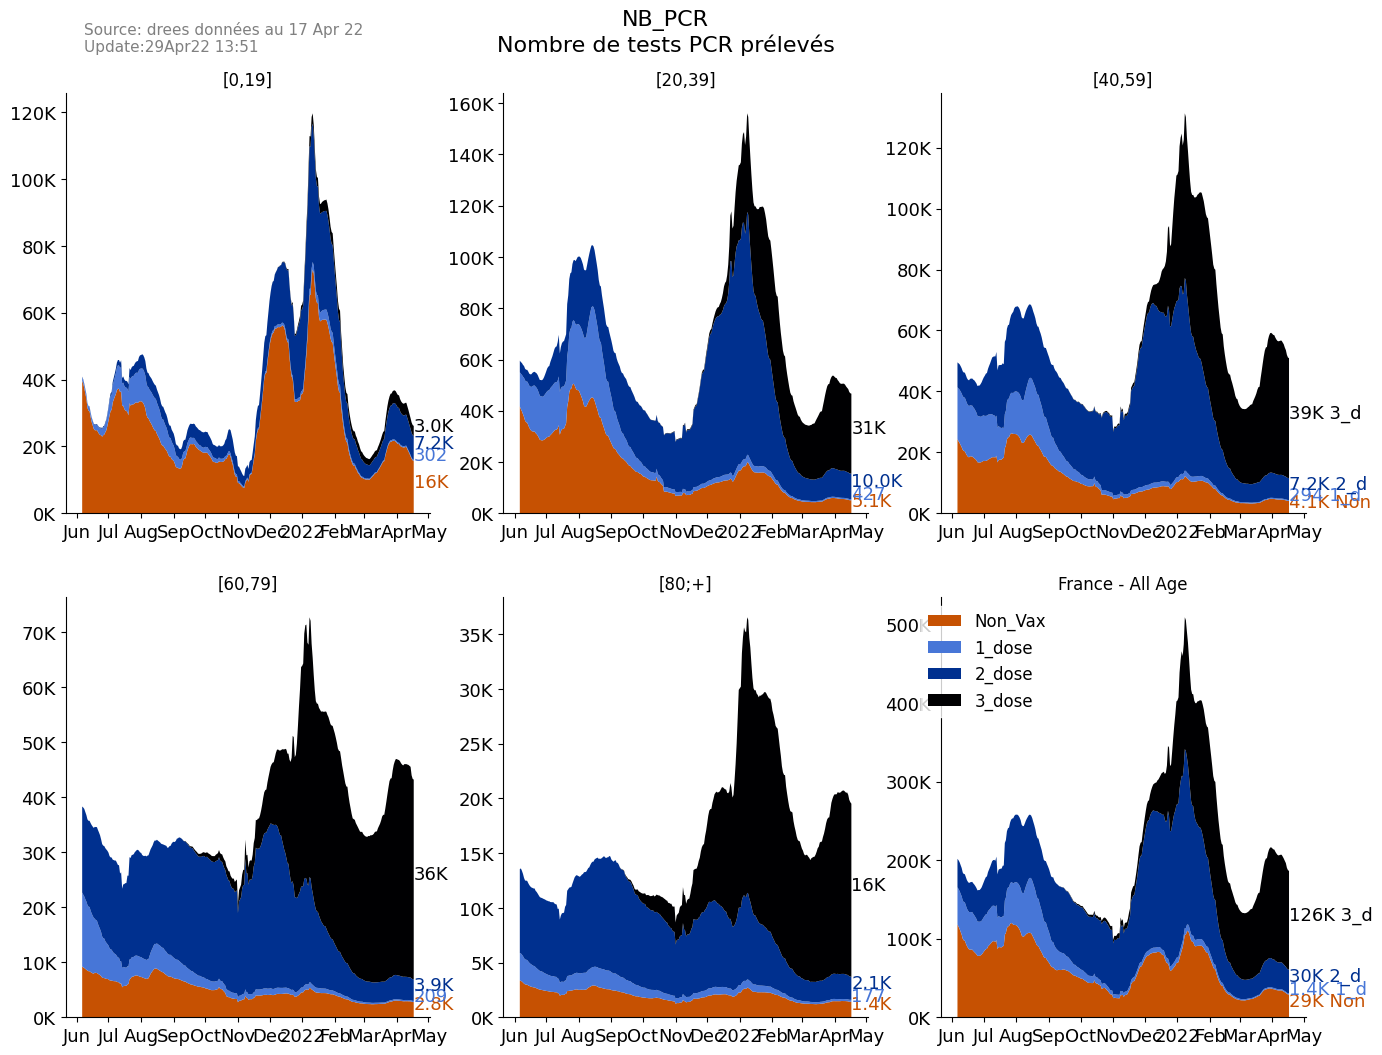 Source: drees données au 17 Apr 22
Update:29Apr22 13:51
NB_PCR
Nombre de tests PCR prélevés
[0,19]
120K
100K
80K
60K
40K
20K
0K
3.0K
7.2K
302
16K
Jun Jul Aug Sep Oct Nov Dec 2022 Feb Mar Apr May
[20,39]
160K
140K
120K
100K
80K
60K
40K
20K
0K
31K
10.0K
427
5.1K
Jun Jul Aug Sep Oct Nov Dec 2022 Feb Mar Apr May
[40,59]
120K
100K
80K
60K
40K
20K
0K
39K 3_d
7.2K 2_d
294 1_d
4.1K Non
Jun Jul Aug Sep Oct Nov Dec 2022 Feb Mar Apr May
[60,79]
70K
60K
50K
40K
30K
20K
10K
0K
36K
3.9K
209
2.8K
Jun Jul Aug Sep Oct Nov Dec 2022 Feb Mar Apr May
[80;+]
35K
30K
25K
20K
15K
10K
5K
0K
16K
2.1K
177
1.4K
Jun Jul Aug Sep Oct Nov Dec 2022 Feb Mar Apr May
France - All Age
500K
400K
300K
200K
100K
0K
Non_Vax
1_dose
2_dose
3_dose
126K 3_d
30K 2_d
1.4K 1_d
29K Non
Jun Jul Aug Sep Oct Nov Dec 2022 Feb Mar Apr May